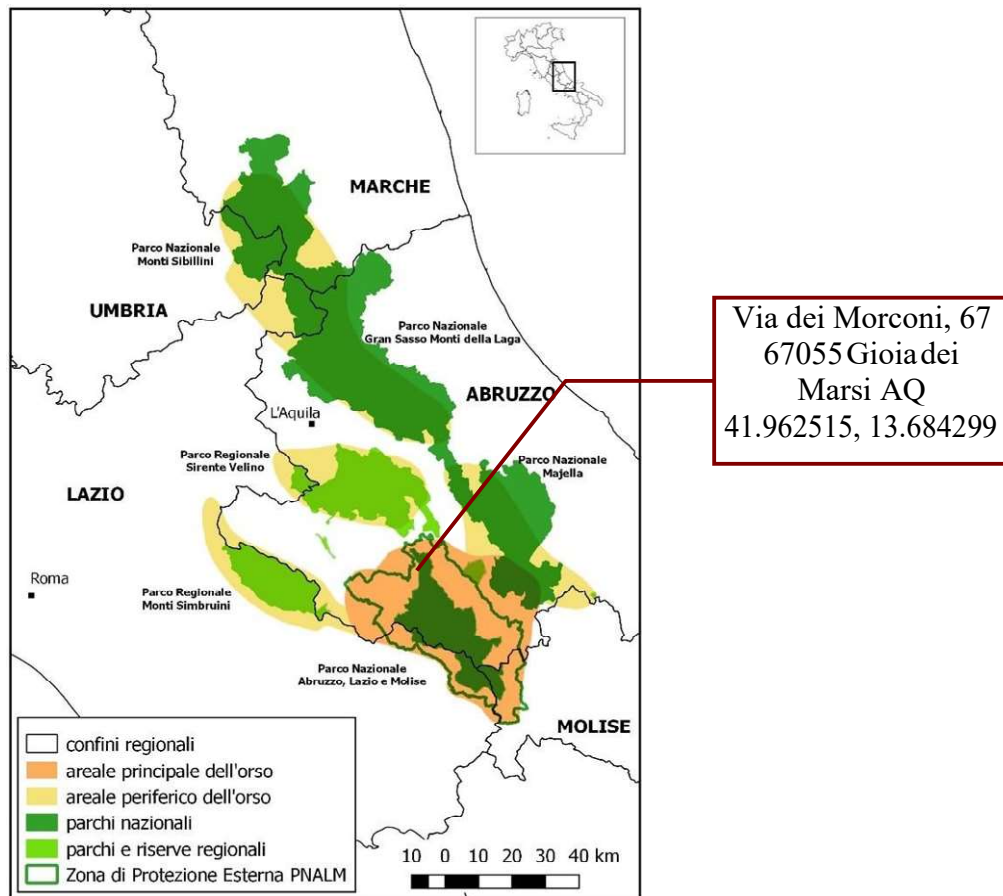 MARCHE
Parco Nazionale
Monti Sibillini
UMBRIA
Parco Nazionale
Gran Sasso Monti della Laga
ABRUZZO
L'Aquila
Parco Regionale
Sirente Velino
Parco Nazionale
Majella
LAZIO
Roma
Parco Regionale
Monti Simbruini
Parco Nazionale
Abruzzo, Lazio e Molise
MOLISE
confini regionali
areale principale dell'orso
areale periferico dell'orso
parchi nazionali
parchi e riserve regionali
Zona di Protezione Esterna PNALM
10 0 10 20 30 40 km
Via dei Morconi, 67
67055 Gioia dei
Marsi AQ
41.962515, 13.684299